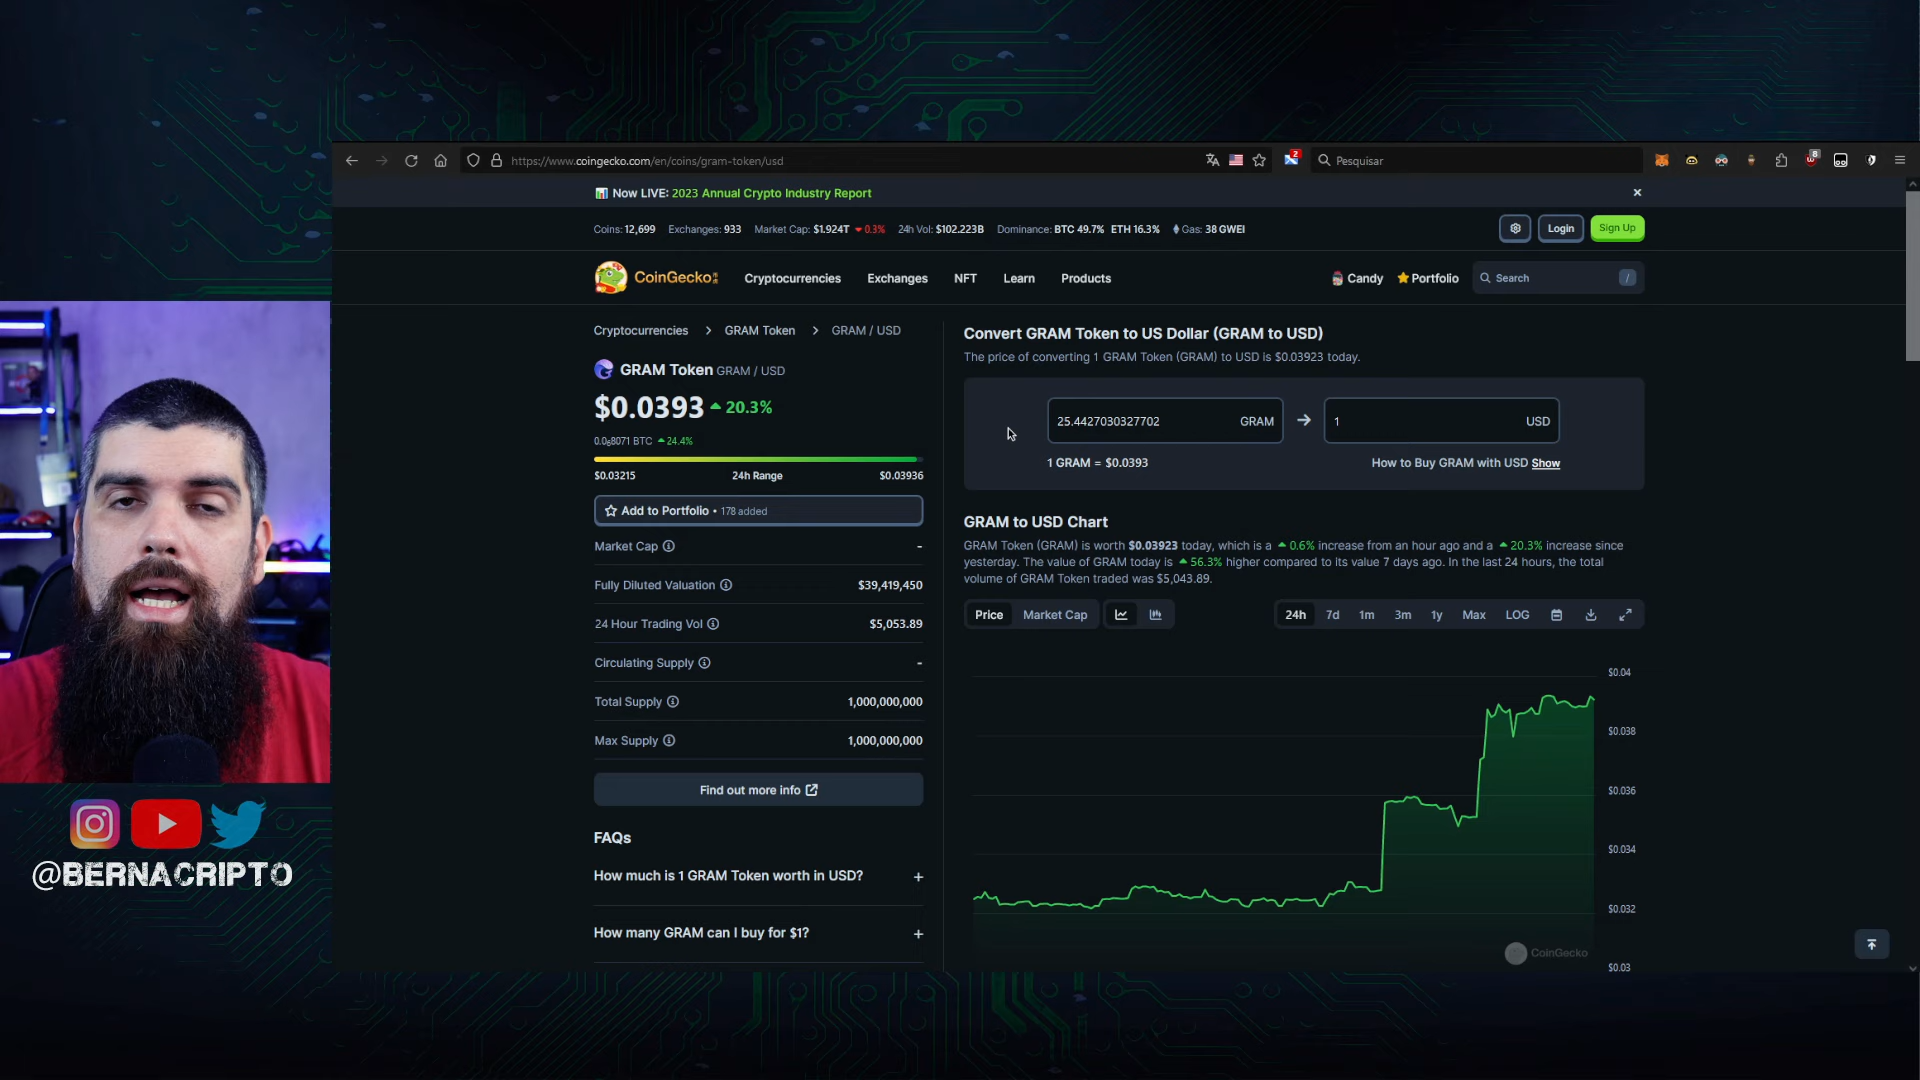 https://www.coingecko.com/en/coins/gram-token/usd
2
Pesquisar
8
Now LIVE: 2023 Annual Crypto Industry Report
Coins: 12,699 Exchanges: 933 Market Cap: $1.924T 0.3% 24h Vol: $102.223B Dominance: BTC 49.7% ETH 16.3% Gas: 38 GWEI
Login
Sign Up
CoinGecko
Cryptocurrencies Exchanges NFT Learn Products
Candy Portfolio Search /
Cryptocurrencies > GRAM Token > GRAM / USD
GRAM Token GRAM / USD
$0.0393 20.3%
0.0₆8071 BTC 24.4%
$0.03215 24h Range $0.03936
Add to Portfolio • 178 added
Market Cap -
Fully Diluted Valuation $39,419,450
24 Hour Trading Vol $5,053.89
Circulating Supply -
Total Supply 1,000,000,000
Max Supply 1,000,000,000
Find out more info
FAQs
How much is 1 GRAM Token worth in USD? +
How many GRAM can I buy for $1? +
Convert GRAM Token to US Dollar (GRAM to USD)
The price of converting 1 GRAM Token (GRAM) to USD is $0.03923 today.
25.4427030327702 GRAM → 1 USD
1 GRAM = $0.0393 How to Buy GRAM with USD Show
GRAM to USD Chart
GRAM Token (GRAM) is worth $0.03923 today, which is a 0.6% increase from an hour ago and a 20.3% increase since
yesterday. The value of GRAM today is 56.3% higher compared to its value 7 days ago. In the last 24 hours, the total
volume of GRAM Token traded was $5,043.89.
Price Market Cap 24h 7d 1m 3m 1y Max LOG
$0.04
$0.038
$0.036
$0.034
$0.032
$0.03
CoinGecko
@BERNACRIPTO